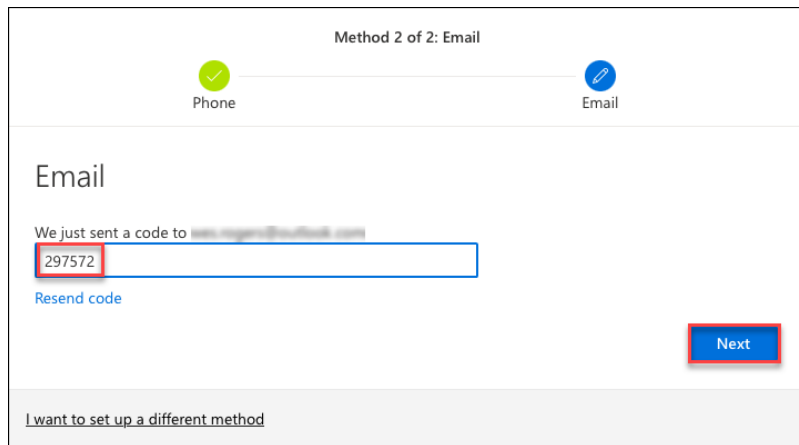 Method 2 of 2: Email
Phone
Email
Email
We just sent a code to
297572
Resend code
Next
I want to set up a different method